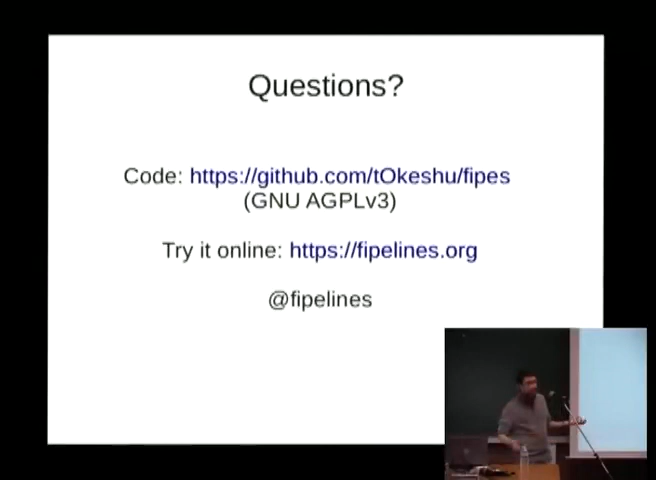 Questions?
Code: https://github.com/tOkeshu/fipes
(GNU AGPLv3)
Try it online: https://fipelines.org
@fipelines